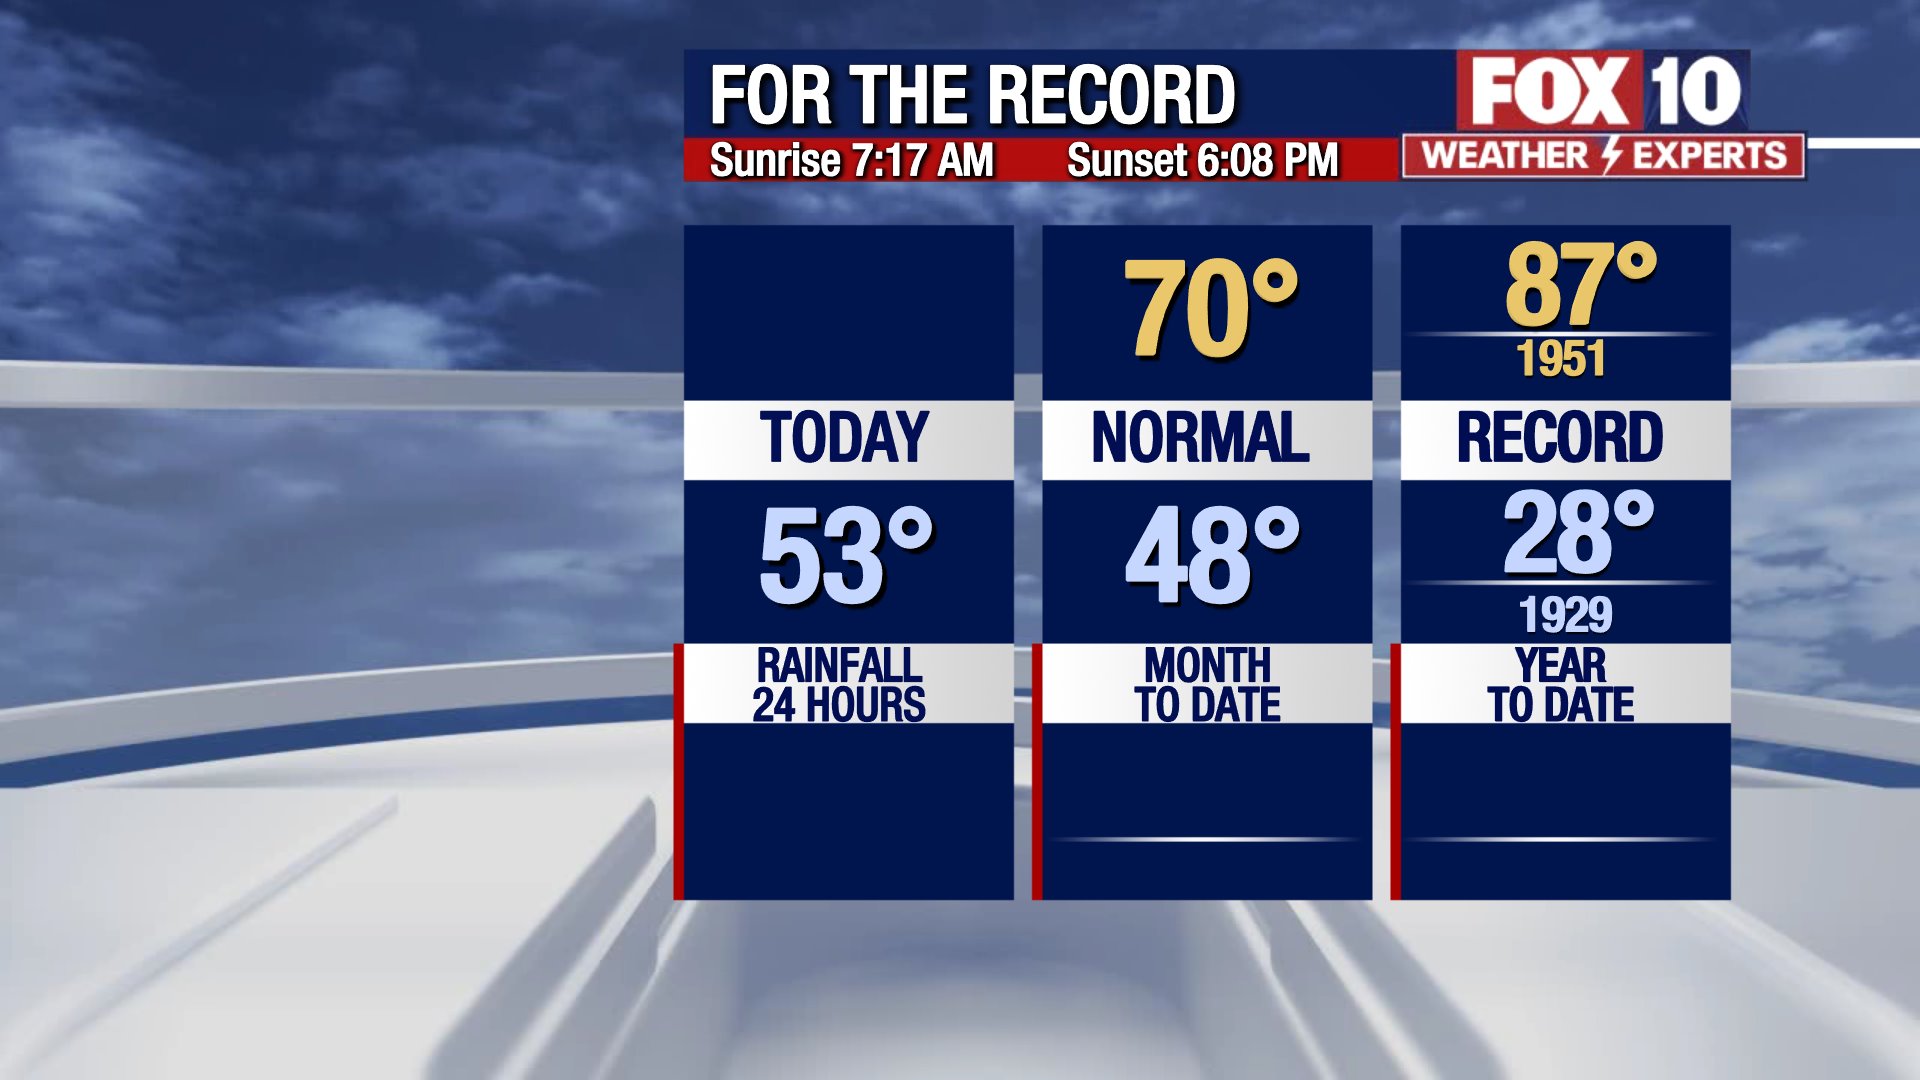 FOR THE RECORD
FOX 10
Sunrise 7:17 AM Sunset 6:08 PM
WEATHER EXPERTS
70°
87°
1951
TODAY
NORMAL
RECORD
53°
48°
28°
1929
RAINFALL
24 HOURS
MONTH
TO DATE
YEAR
TO DATE